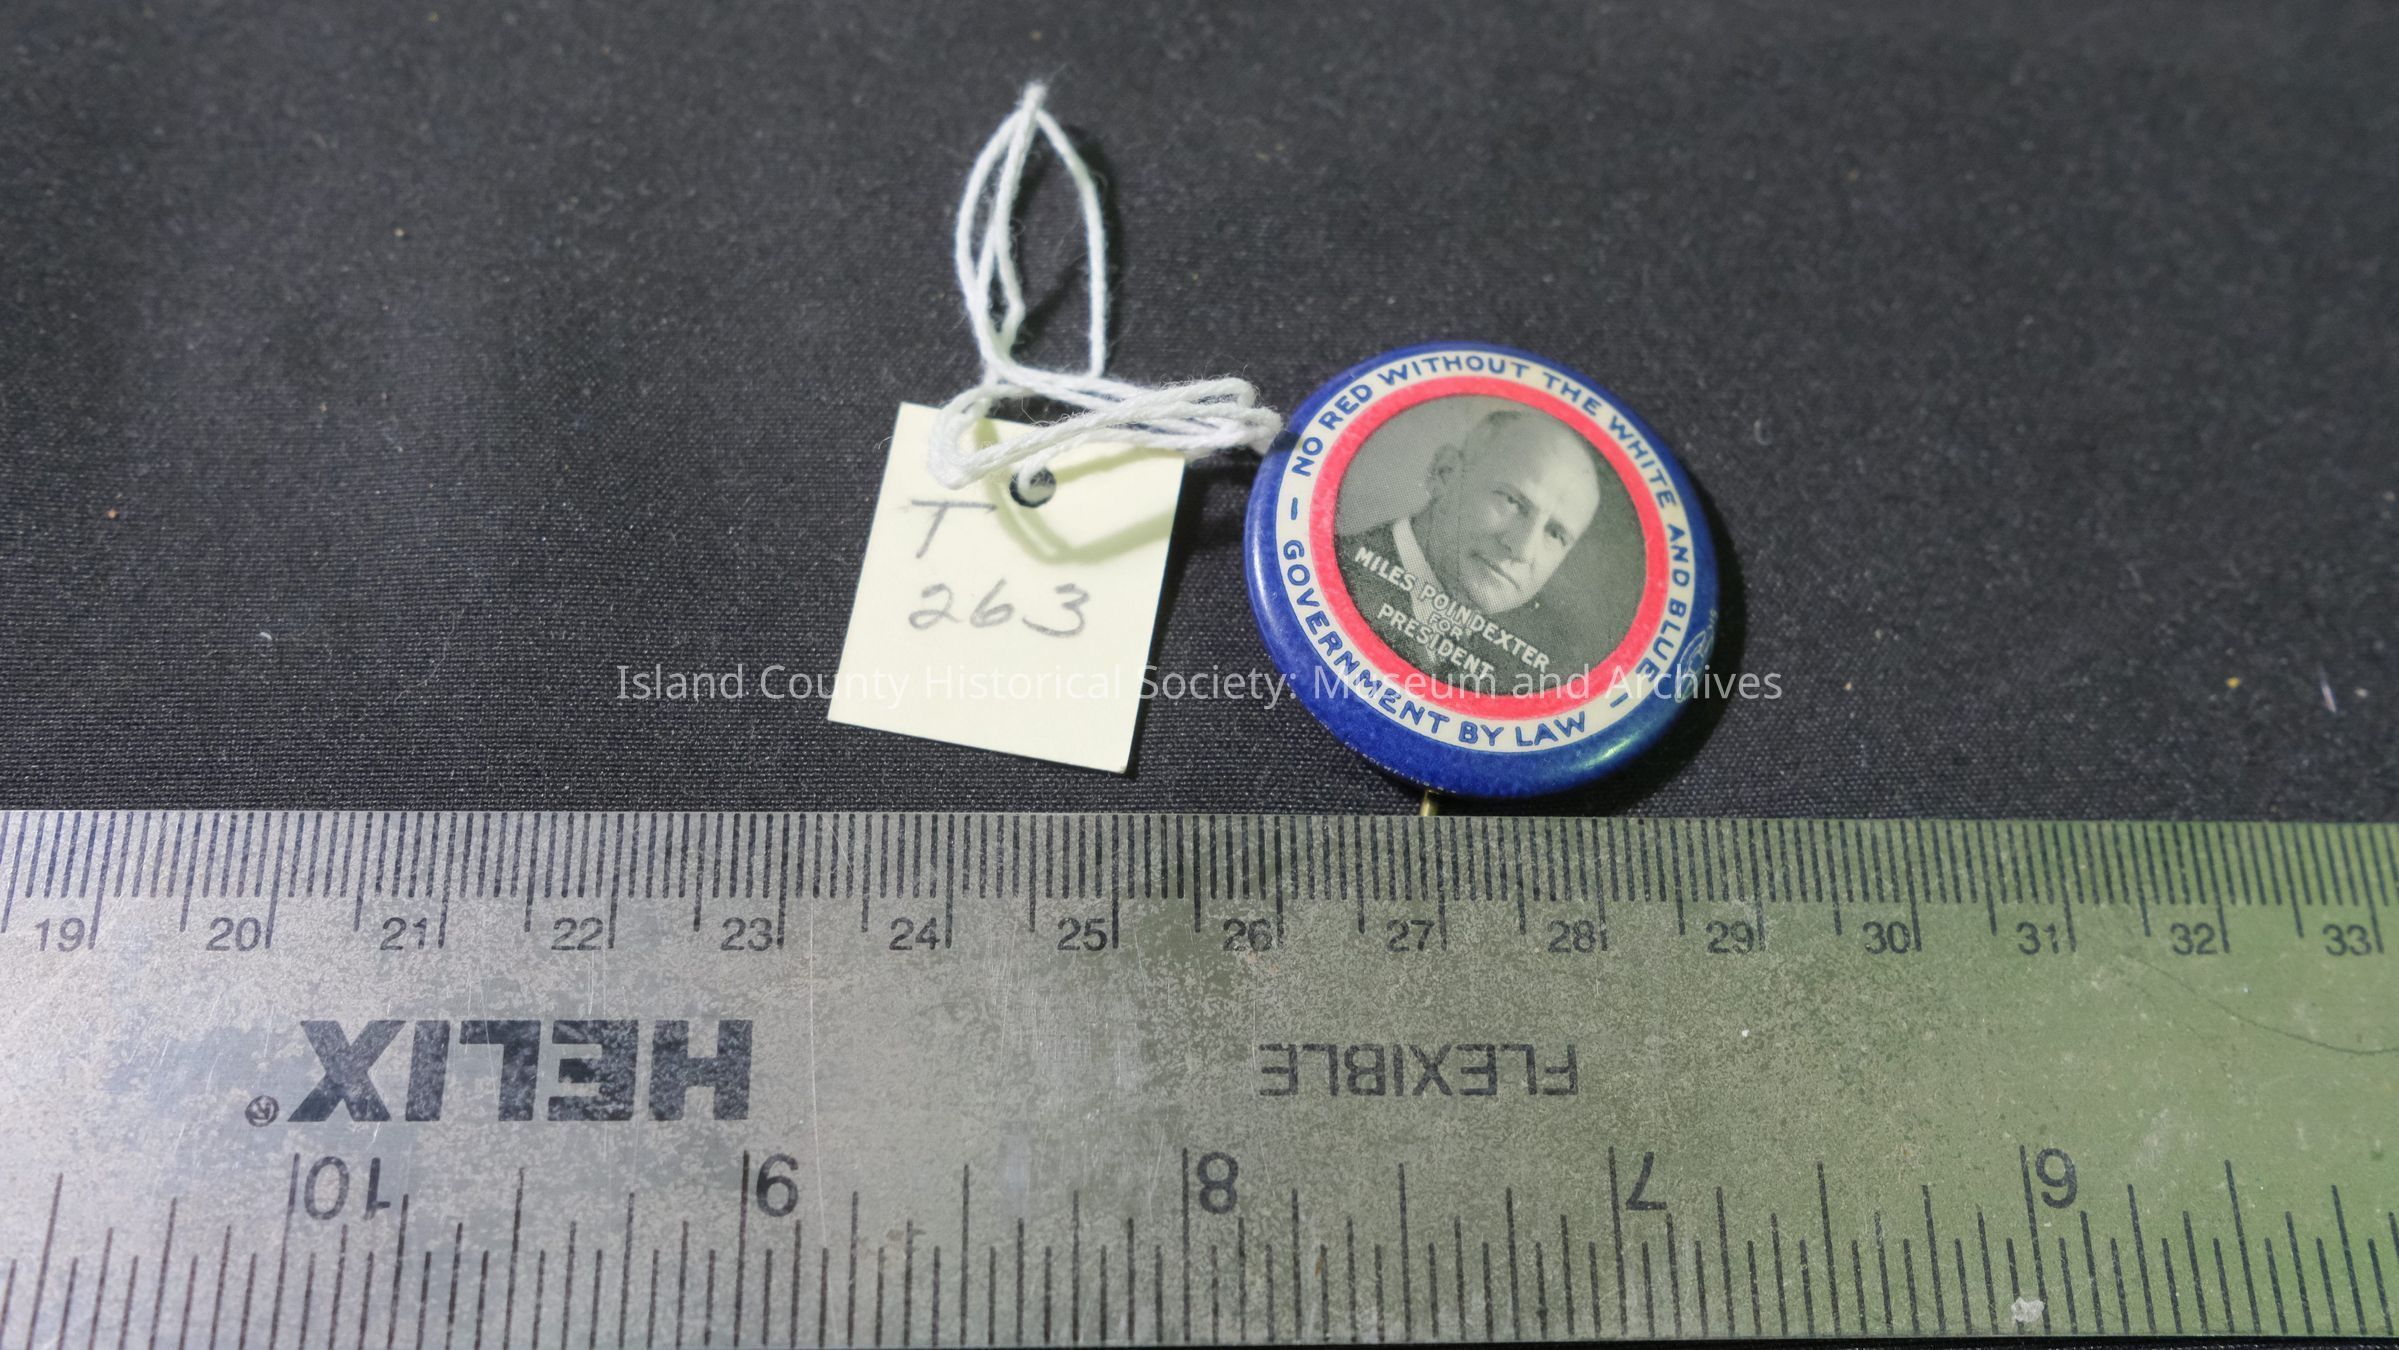 T
263
NO RED WITHOUT THE WHITE AND BLUE
— GOVERNMENT BY LAW —
MILES POINDEXTER
FOR
PRESIDENT
Island County Historical Society: Museum and Archives
19 20 21 22 23 24 25 26 27 28 29 30 31 32 33
HELIX®
FLEXIBLE
10 9 8 7 6